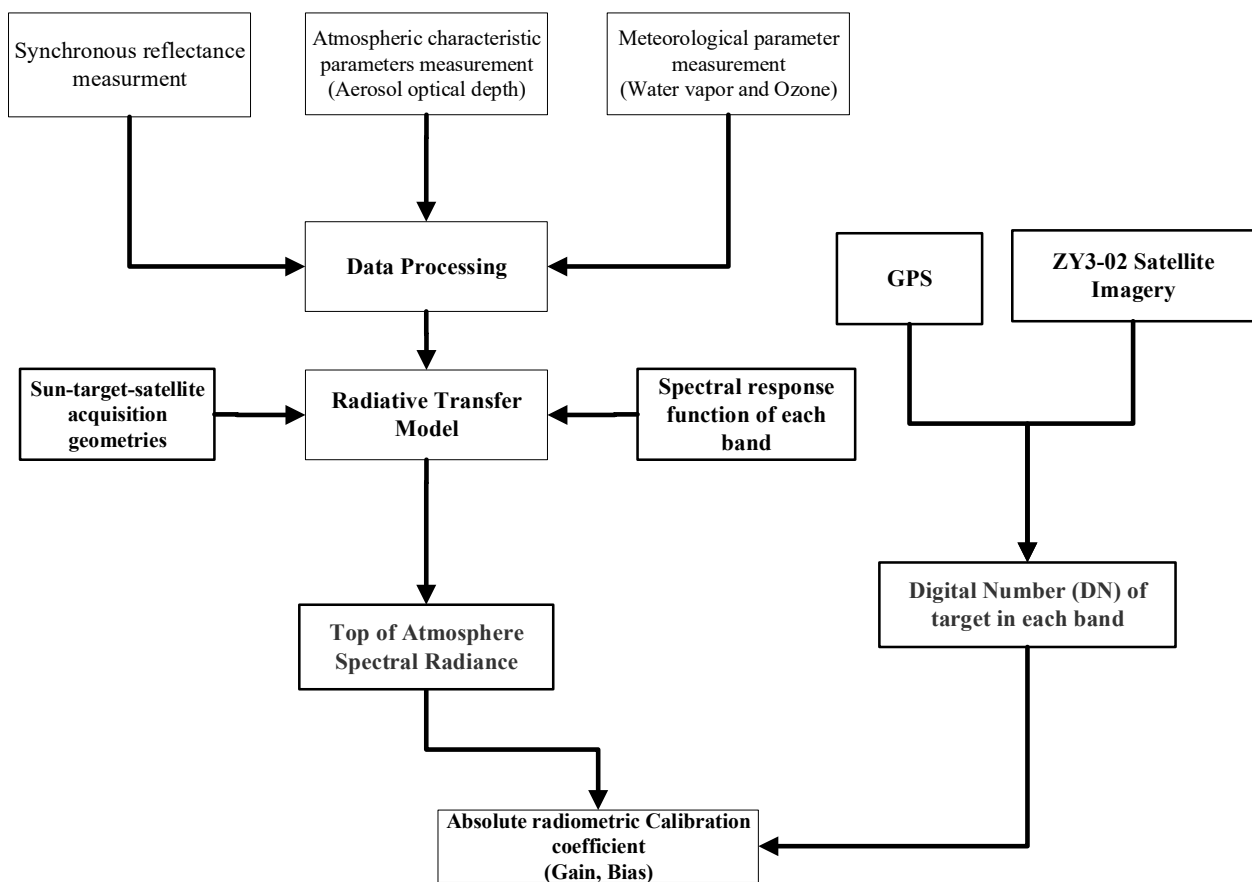 Synchronous reflectance
measurment
Atmospheric characteristic
parameters measurement
(Aerosol optical depth)
Meteorological parameter
measurement
(Water vapor and Ozone)
Data Processing
GPS
ZY3-02 Satellite
Imagery
Sun-target-satellite
acquisition
geometries
Radiative Transfer
Model
Spectral response
function of each
band
Top of Atmosphere
Spectral Radiance
Digital Number (DN) of
target in each band
Absolute radiometric Calibration
coefficient
(Gain, Bias)